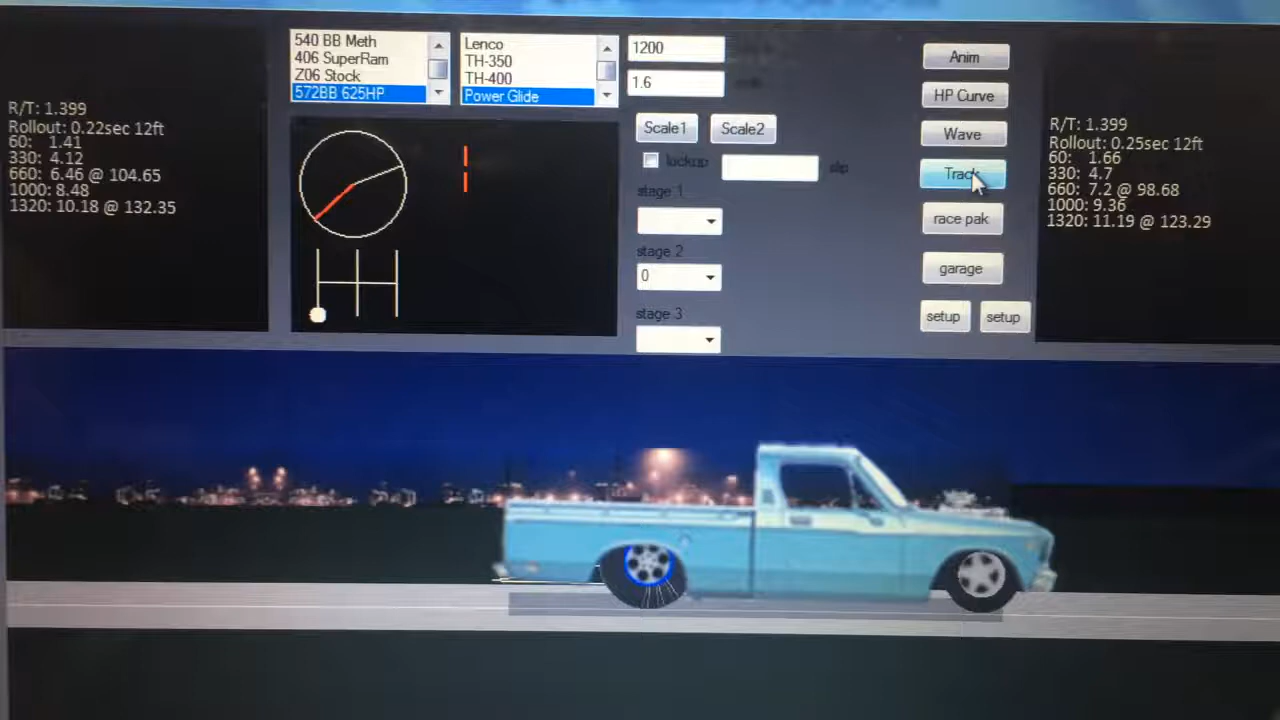 R/T: 1.399
Rollout: 0.22sec 12ft
60: 1.41
330: 4.12
660: 6.46 @ 104.65
1000: 8.48
1320: 10.18 @ 132.35
540 BB Meth
406 SuperRam
Z06 Stock
572BB 625HP
Lenco
TH-350
TH-400
Power Glide
1200
1.6
Scale1
Scale2
lockup
slip
stage 1
stage 2
0
stage 3
Anim
HP Curve
Wave
Track
race pak
garage
setup
setup
R/T: 1.399
Rollout: 0.25sec 12ft
60: 1.66
330: 4.7
660: 7.2 @ 98.68
1000: 9.36
1320: 11.19 @ 123.29